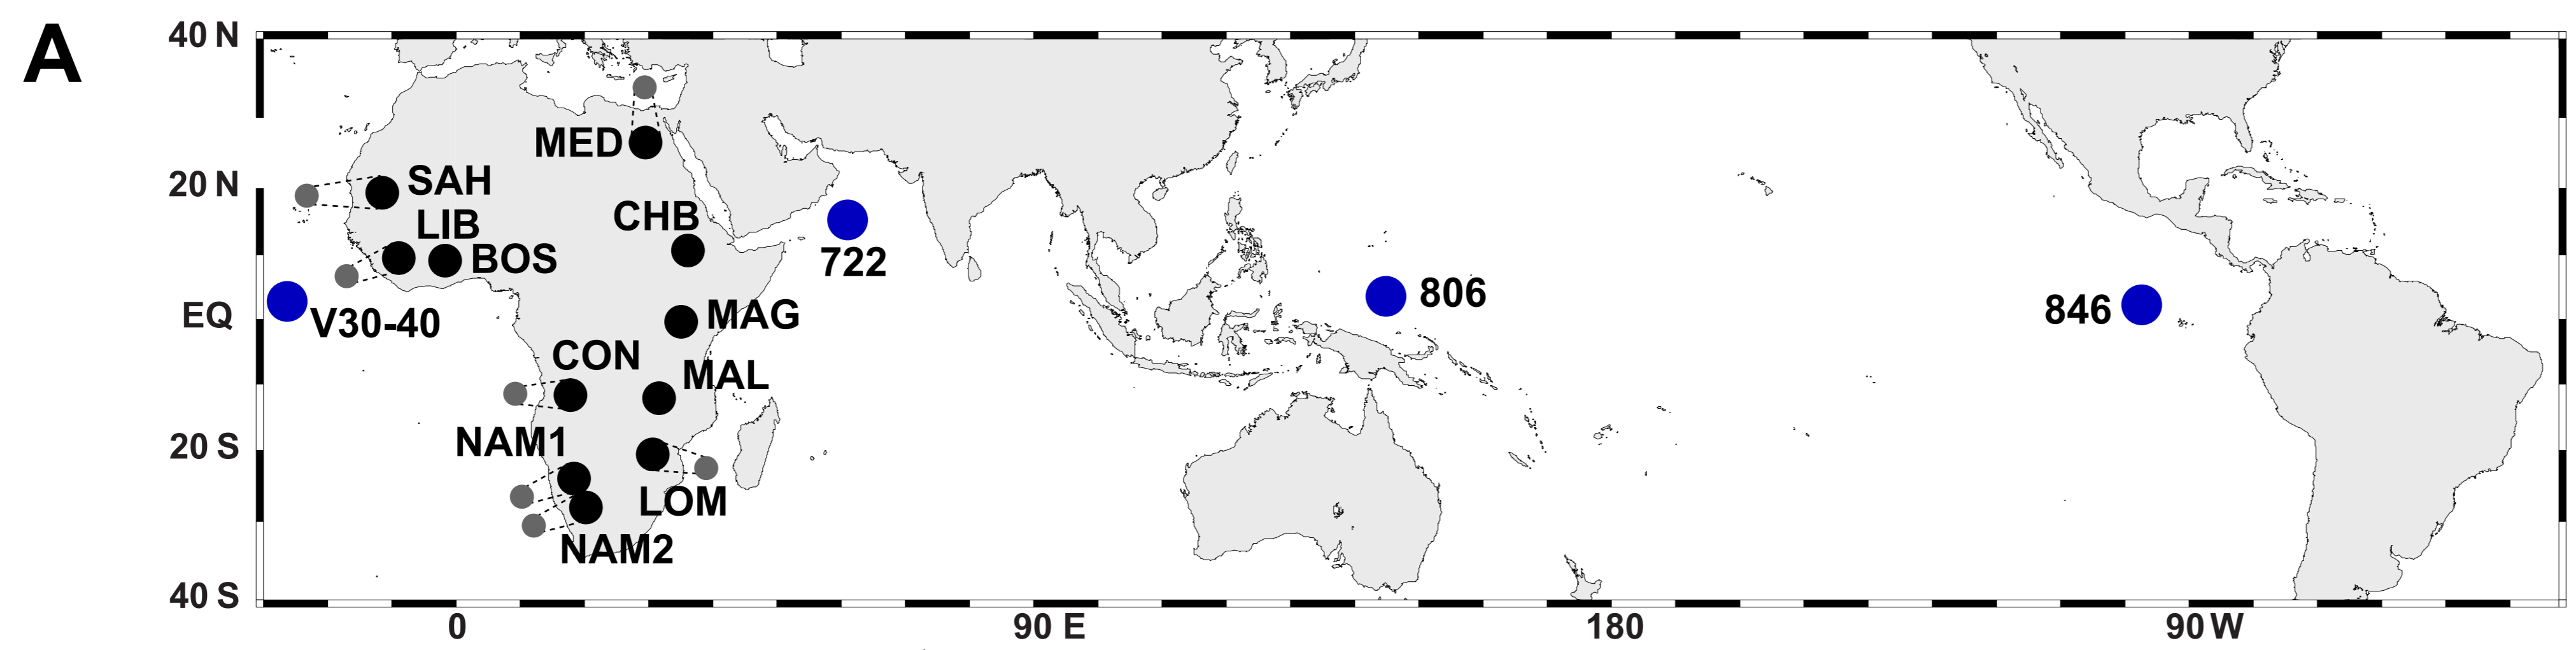 A
40 N
MED
SAH
20 N
CHB
LIB
BOS
722
806
846
EQ
V30-40
MAG
CON
MAL
NAM1
20 S
LOM
NAM2
40 S
0
90 E
180
90 W